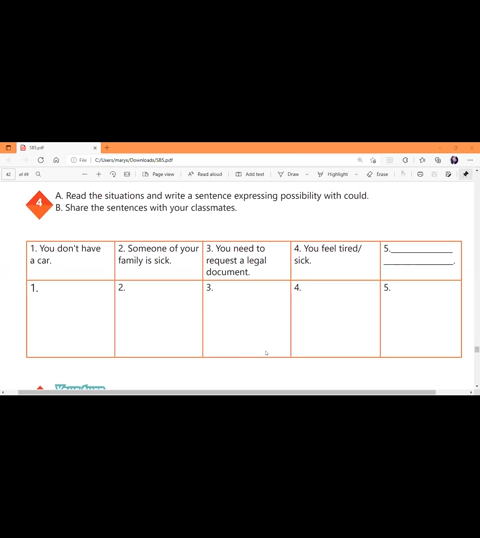 SBS.pdf
File | C:/Users/maryx/Downloads/SBS.pdf
42 of 49 Page view Read aloud Add text Draw Highlight Erase
4
A. Read the situations and write a sentence expressing possibility with could.
B. Share the sentences with your classmates.
1. You don't have
a car.
2. Someone of your
family is sick.
3. You need to
request a legal
document.
4. You feel tired/
sick.
5.______________
______________.
1.
2.
3.
4.
5.